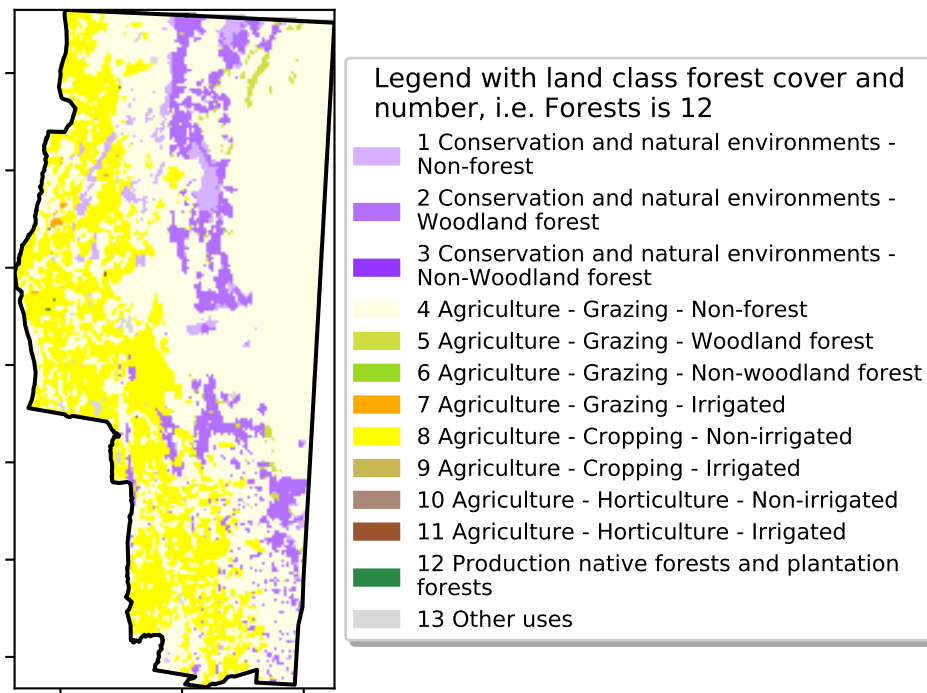 Legend with land class forest cover and
number, i.e. Forests is 12
1 Conservation and natural environments -
Non-forest
2 Conservation and natural environments -
Woodland forest
3 Conservation and natural environments -
Non-Woodland forest
4 Agriculture - Grazing - Non-forest
5 Agriculture - Grazing - Woodland forest
6 Agriculture - Grazing - Non-woodland forest
7 Agriculture - Grazing - Irrigated
8 Agriculture - Cropping - Non-irrigated
9 Agriculture - Cropping - Irrigated
10 Agriculture - Horticulture - Non-irrigated
11 Agriculture - Horticulture - Irrigated
12 Production native forests and plantation
forests
13 Other uses